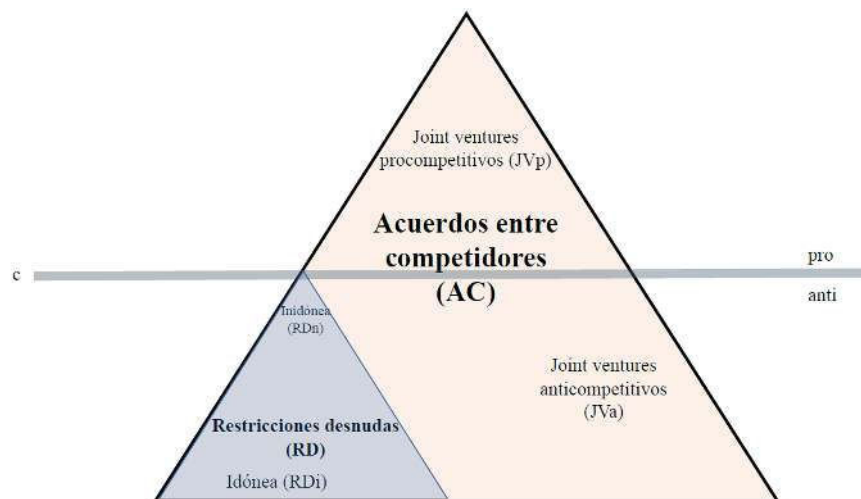 Joint ventures
procompetitivos (JVp)
Acuerdos entre
competidores
(AC)
c
pro
anti
Inidónea
(RDn)
Joint ventures
anticompetitivos
(JVa)
Restricciones desnudas
(RD)
Idónea (RDi)